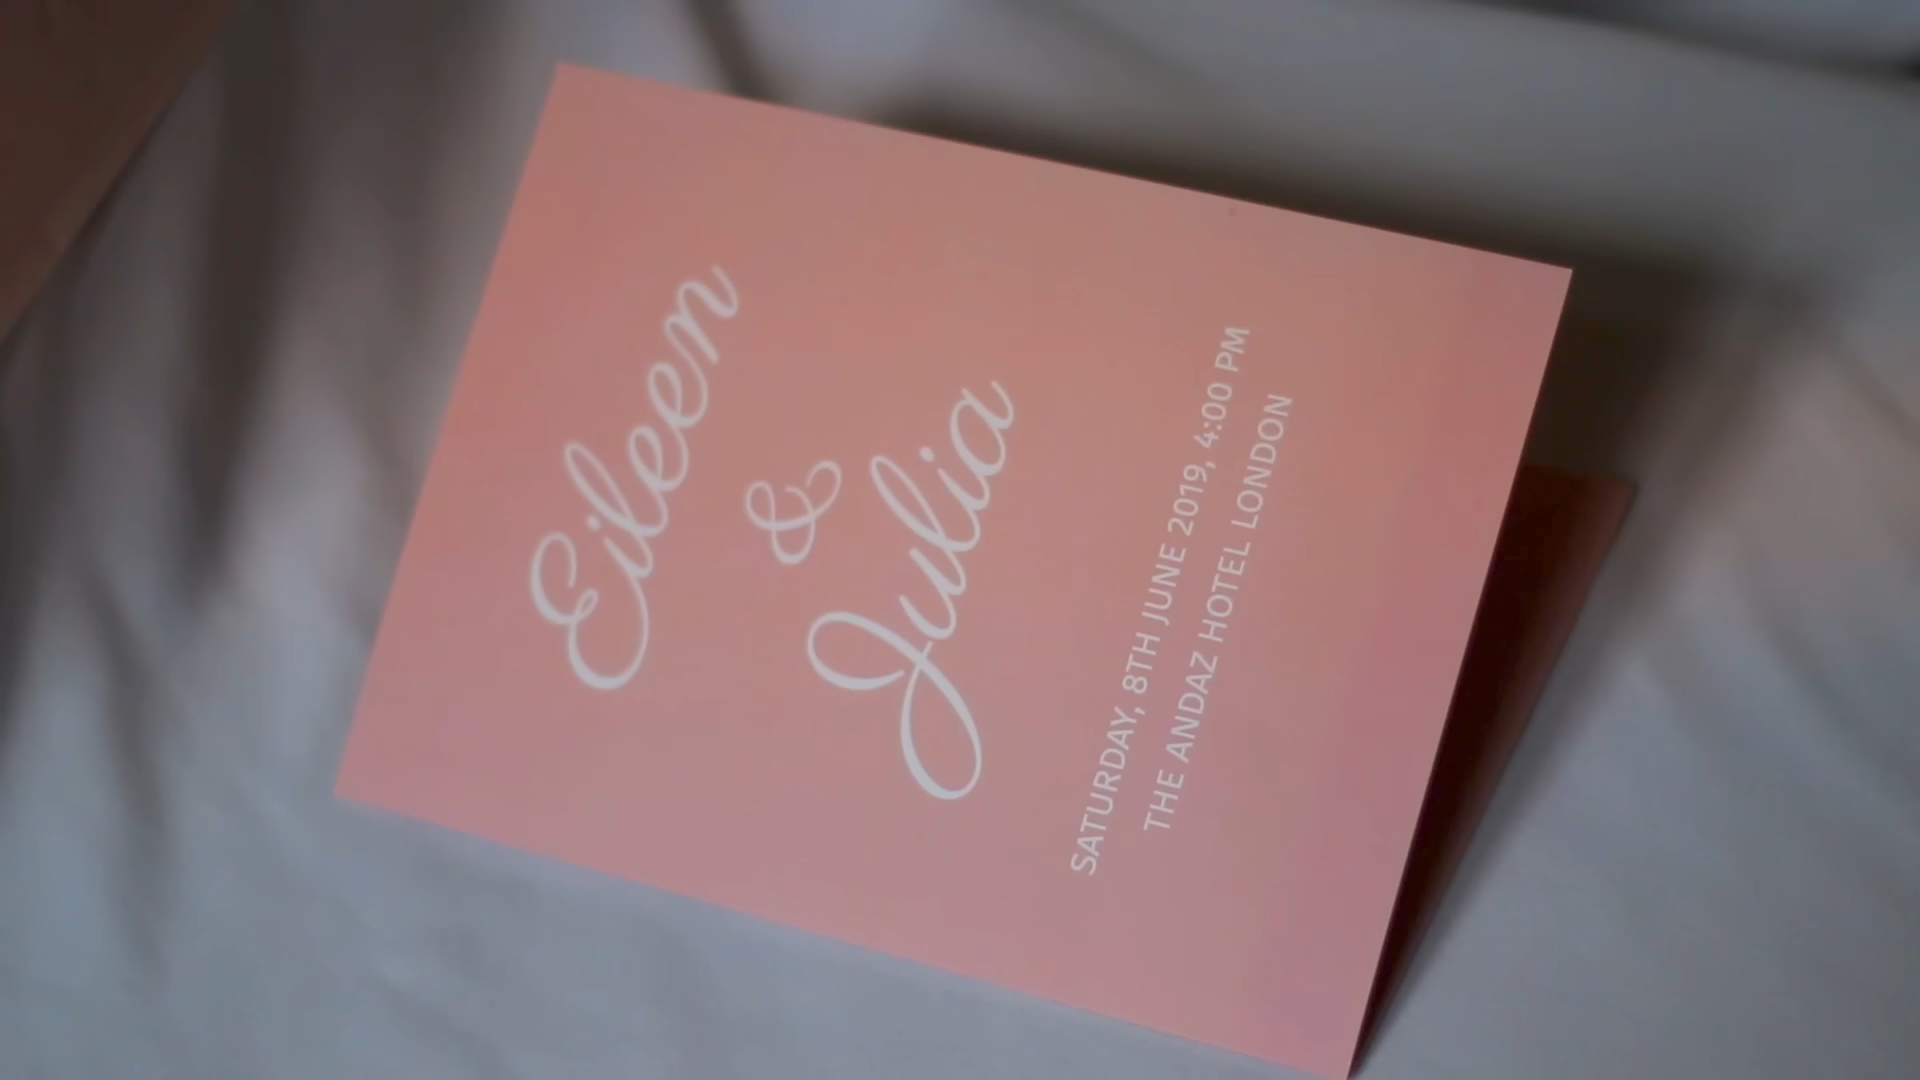 Eileen
&
Julia
SATURDAY, 8TH JUNE 2019, 4:00 PM
THE ANDAZ HOTEL LONDON